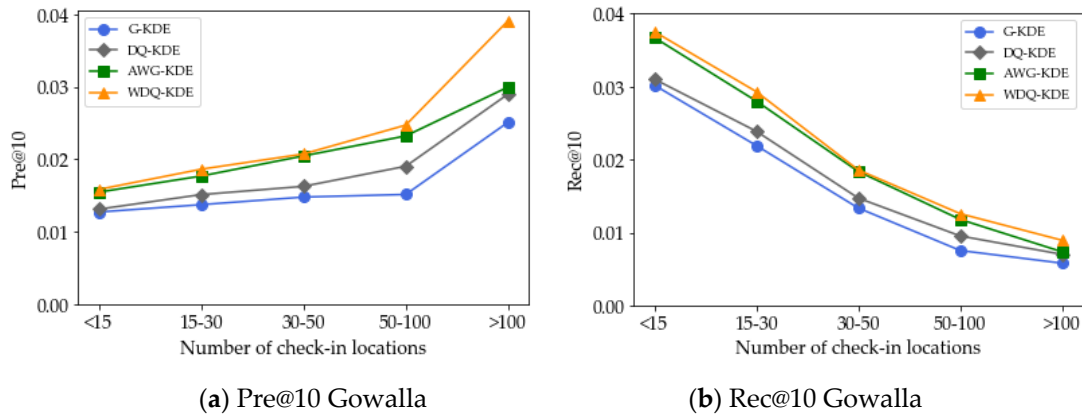 0.04
0.03
0.02
0.01
0.00
Pre@10
G-KDE
DQ-KDE
AWG-KDE
WDQ-KDE
<15 15-30 30-50 50-100 >100
Number of check-in locations
(a) Pre@10 Gowalla
0.04
0.03
0.02
0.01
0.00
Rec@10
G-KDE
DQ-KDE
AWG-KDE
WDQ-KDE
<15 15-30 30-50 50-100 >100
Number of check-in locations
(b) Rec@10 Gowalla